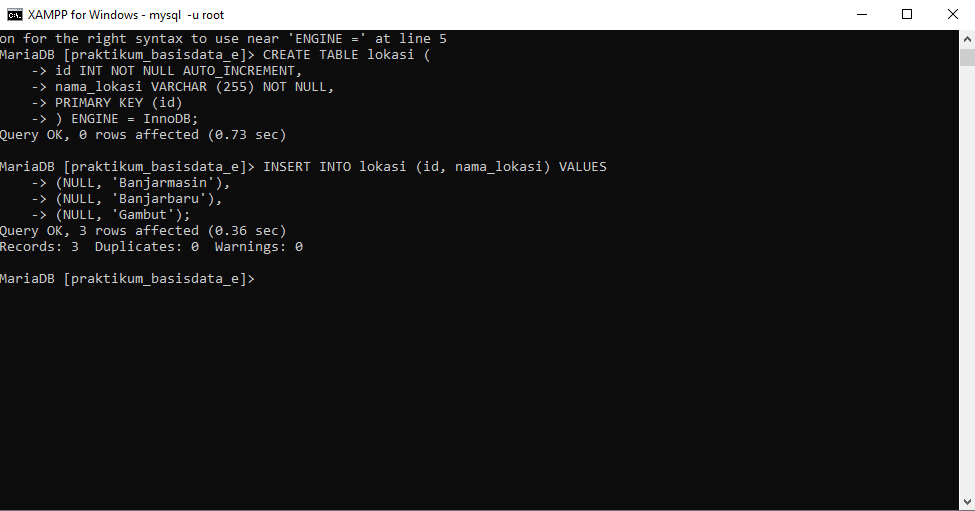 XAMPP for Windows - mysql  -u root
on for the right syntax to use near 'ENGINE =' at line 5
MariaDB [praktikum_basisdata_e]> CREATE TABLE lokasi (
    -> id INT NOT NULL AUTO_INCREMENT,
    -> nama_lokasi VARCHAR (255) NOT NULL,
    -> PRIMARY KEY (id)
    -> ) ENGINE = InnoDB;
Query OK, 0 rows affected (0.73 sec)

MariaDB [praktikum_basisdata_e]> INSERT INTO lokasi (id, nama_lokasi) VALUES
    -> (NULL, 'Banjarmasin'),
    -> (NULL, 'Banjarbaru'),
    -> (NULL, 'Gambut');
Query OK, 3 rows affected (0.36 sec)
Records: 3  Duplicates: 0  Warnings: 0

MariaDB [praktikum_basisdata_e]>